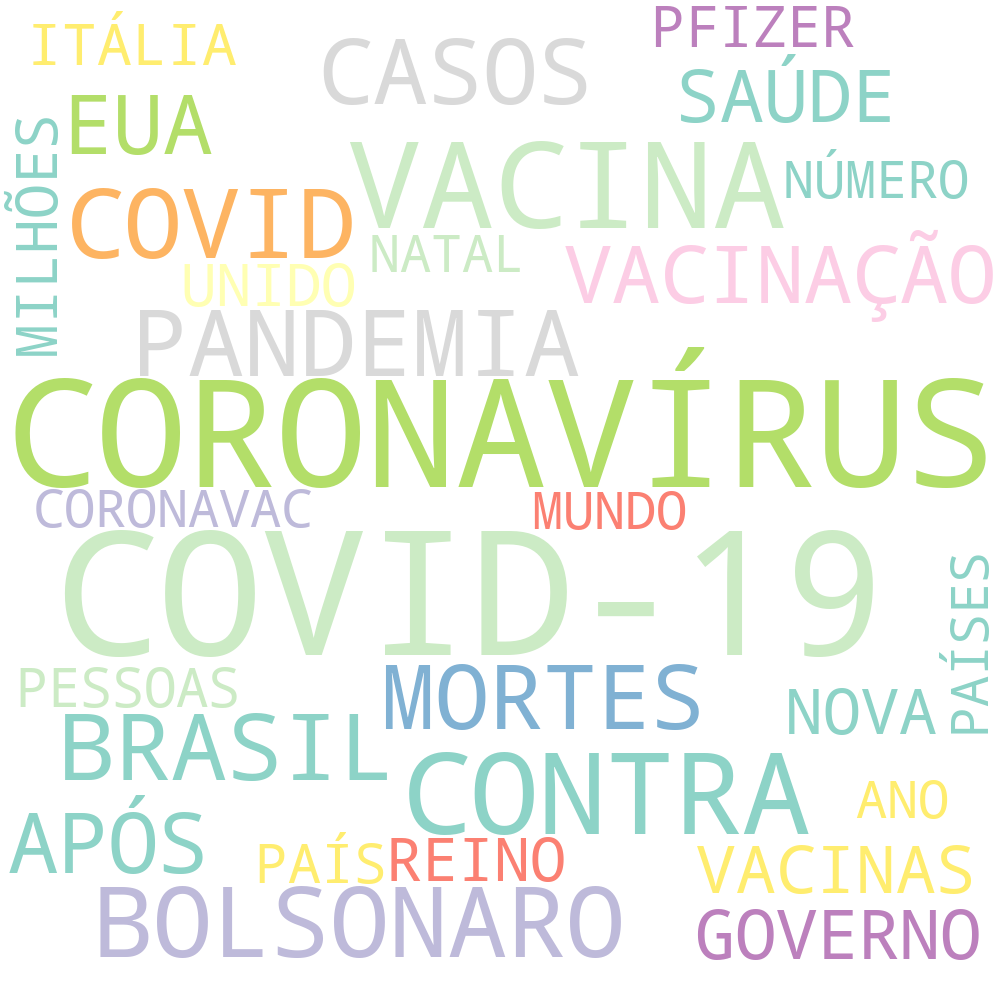 PFIZER
ITÁLIA
CASOS
SAÚDE
EUA
MILHÕES
VACINA
NÚMERO
COVID
NATAL
VACINAÇÃO
UNIDO
PANDEMIA
CORONAVÍRUS
CORONAVAC
MUNDO
COVID-19
PAÍSES
PESSOAS
MORTES
NOVA
BRASIL
CONTRA
ANO
APÓS
PAÍS
REINO
VACINAS
BOLSONARO
GOVERNO